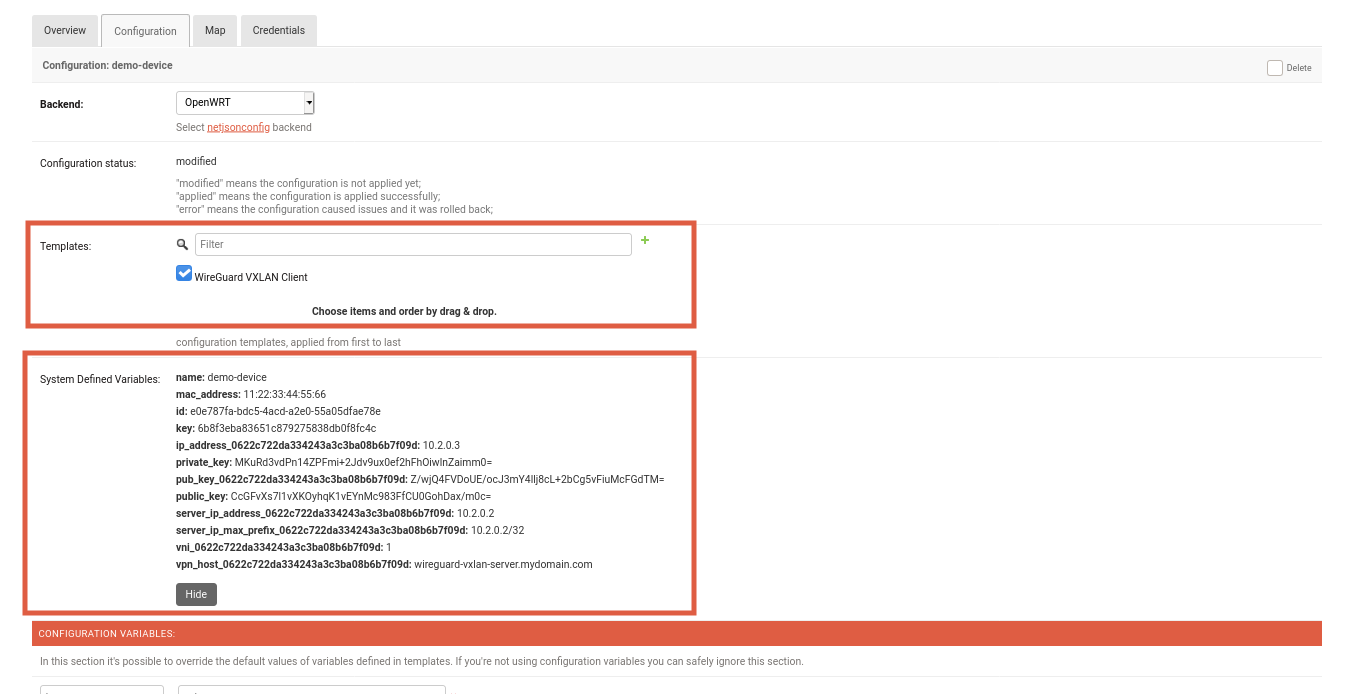 Overview Configuration Map Credentials
Configuration: demo-device Delete
Backend: OpenWRT
Select netjsonconfig backend
Configuration status: modified
"modified" means the configuration is not applied yet;
"applied" means the configuration is applied successfully;
"error" means the configuration caused issues and it was rolled back;
Templates: Filter
WireGuard VXLAN Client
Choose items and order by drag & drop.
configuration templates, applied from first to last
System Defined Variables: name: demo-device
mac_address: 11:22:33:44:55:66
id: e0e787fa-bdc5-4acd-a2e0-55a05dfae78e
key: 6b8f3eba83651c879275838db0f8fc4c
ip_address_0622c722da334243a3c3ba08b6b7f09d: 10.2.0.3
private_key: MKuRd3vdPn14ZPFmi+2Jdv9ux0ef2hFhOiwInZaimm0=
pub_key_0622c722da334243a3c3ba08b6b7f09d: Z/wjQ4FVDoUE/ocJ3mY4lIj8cL+2bCg5vFiuMcFGdTM=
public_key: CcGFvXs7I1vXKOyhqK1vEYnMc983FfCU0GohDax/m0c=
server_ip_address_0622c722da334243a3c3ba08b6b7f09d: 10.2.0.2
server_ip_max_prefix_0622c722da334243a3c3ba08b6b7f09d: 10.2.0.2/32
vni_0622c722da334243a3c3ba08b6b7f09d: 1
vpn_host_0622c722da334243a3c3ba08b6b7f09d: wireguard-vxlan-server.mydomain.com
Hide
CONFIGURATION VARIABLES:
In this section it's possible to override the default values of variables defined in templates. If you're not using configuration variables you can safely ignore this section.